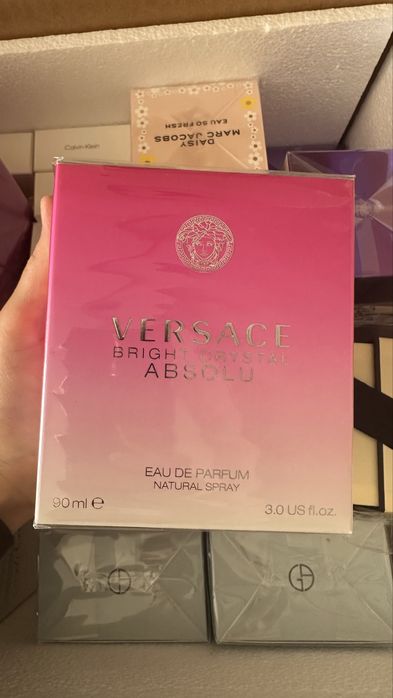 DAISY
MARC JACOBS
EAU SO FRESH
Calvin Klein
VERSACE
BRIGHT CRYSTAL
ABSOLU
EAU DE PARFUM
NATURAL SPRAY
90 ml e
3.0 US fl.oz.